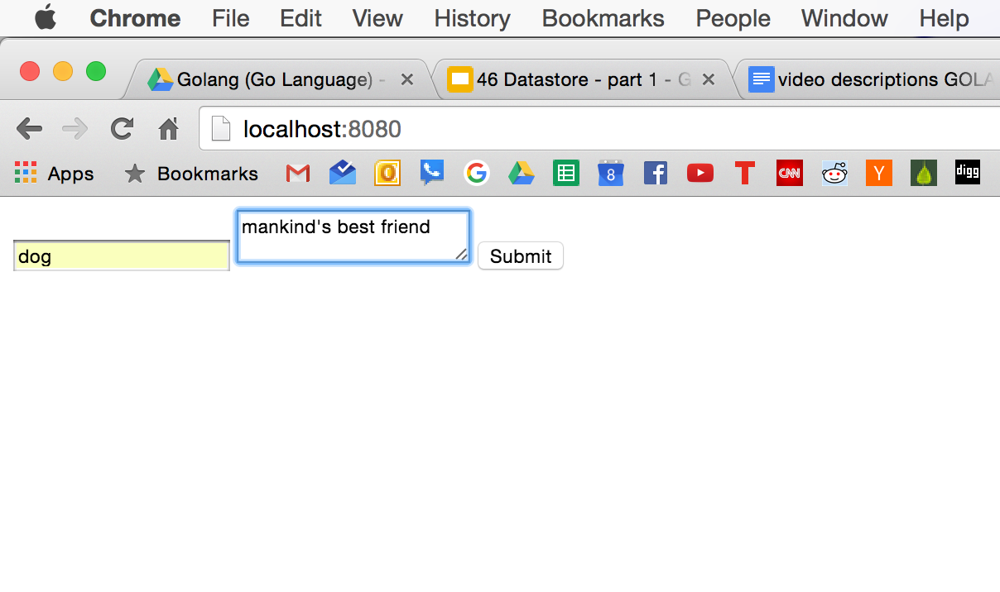 Chrome File Edit View History Bookmarks People Window Help
Golang (Go Language) - 46 Datastore - part 1 - G video descriptions GOLA
localhost:8080
Apps Bookmarks O G 8 f T CNN Y digg
mankind's best friend
dog Submit